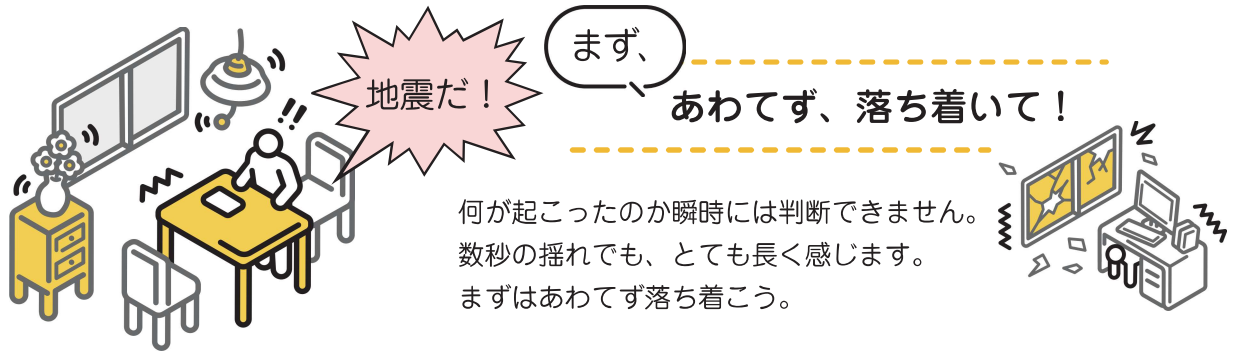 地震だ！
まず、
あわてず、落ち着いて！
何が起こったのか瞬時には判断できません。
数秒の揺れでも、とても長く感じます。
まずはあわてず落ち着こう。